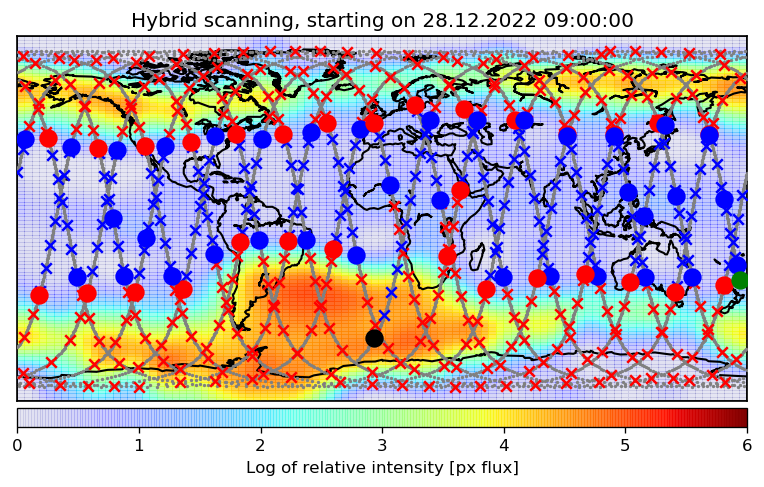 Hybrid scanning, starting on 28.12.2022 09:00:00
0 1 2 3 4 5 6
Log of relative intensity [px flux]